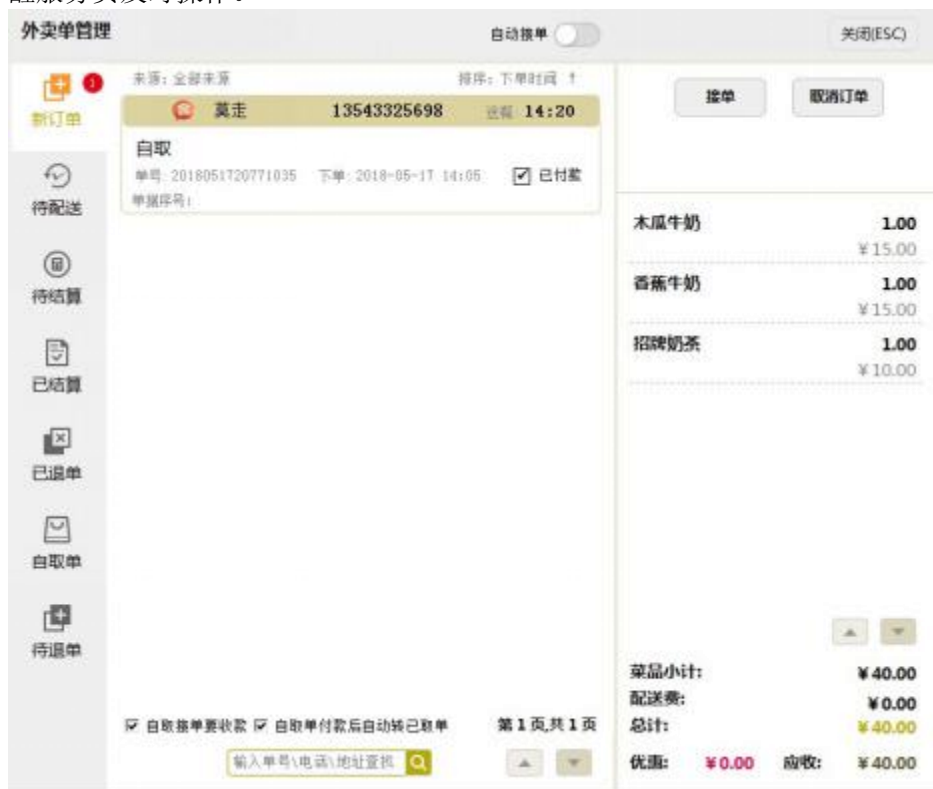 外卖单管理
自动接单
关闭(ESC)
1
新订单
待配送
待结算
已结算
已退单
自取单
待退单
来源: 全部来源
排序: 下单时间 ↑
莫走 13543325698 14:20
自取
单号: 2018051720771035 下单: 2018-05-17 14:05 已付款
单据序号:
自取接单要收款 自取单付款后自动转已取单 第1页,共1页
输入单号\电话\地址查找
接单 取消订单
木瓜牛奶 1.00
¥15.00
香蕉牛奶 1.00
¥15.00
招牌奶茶 1.00
¥10.00
菜品小计: ¥40.00
配送费: ¥0.00
总计: ¥40.00
优惠: ¥0.00 应收: ¥40.00